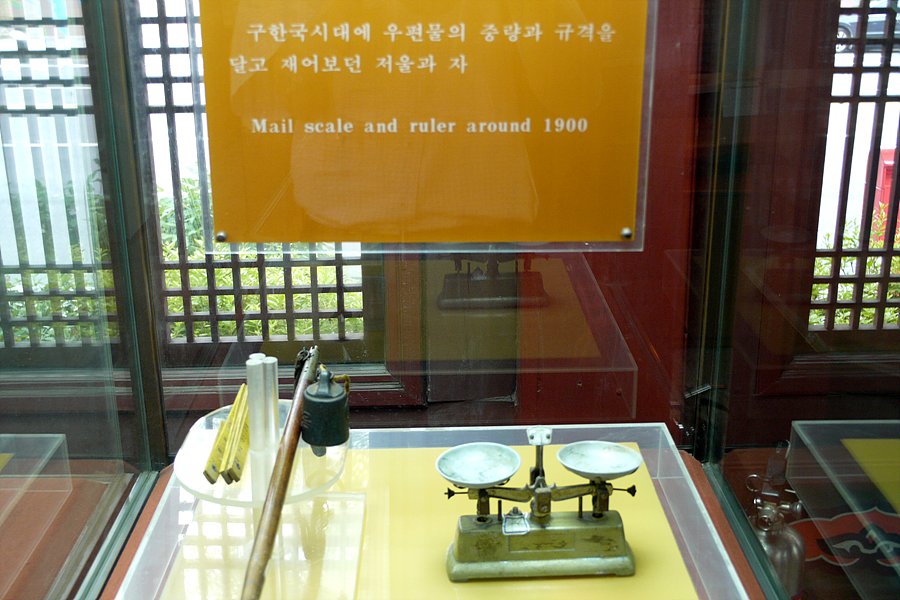 구한국시대에 우편물의 중량과 규격을
달고 재어보던 저울과 자
Mail scale and ruler around 1900